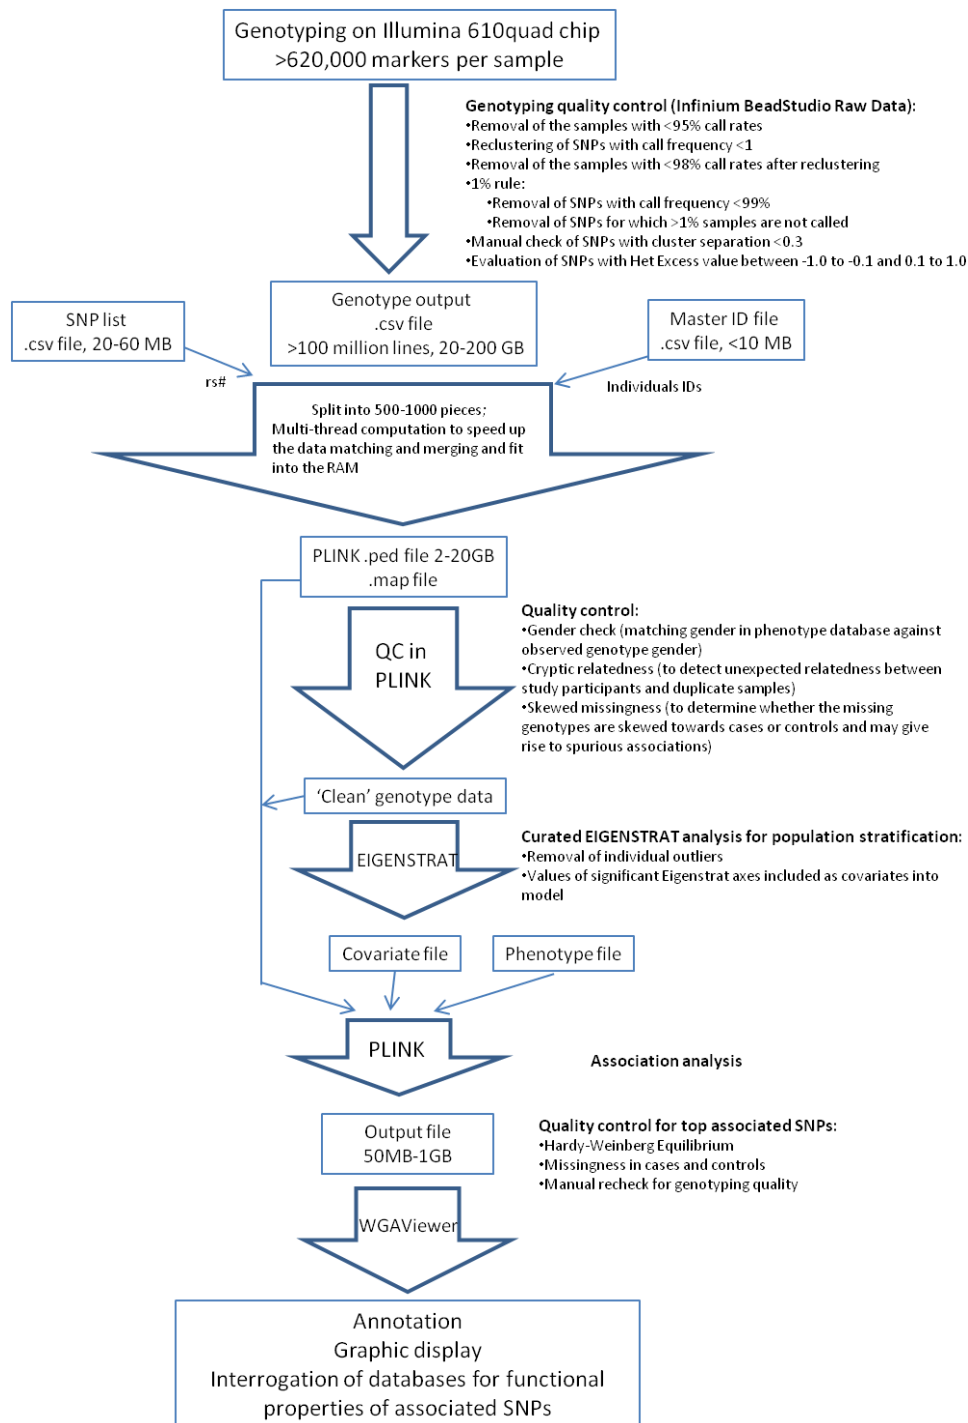 Genotyping on Illumina 610quad chip
>620,000 markers per sample
Genotyping quality control (Infinium BeadStudio Raw Data):
•Removal of the samples with <95% call rates
•Reclustering of SNPs with call frequency <1
•Removal of the samples with <98% call rates after reclustering
•1% rule:
•Removal of SNPs with call frequency <99%
•Removal of SNPs for which >1% samples are not called
•Manual check of SNPs with cluster separation <0.3
•Evaluation of SNPs with Het Excess value between -1.0 to -0.1 and 0.1 to 1.0
SNP list
.csv file, 20-60 MB
Genotype output
.csv file
>100 million lines, 20-200 GB
Master ID file
.csv file, <10 MB
rs#
Individuals IDs
Split into 500-1000 pieces;
Multi-thread computation to speed up
the data matching and merging and fit
into the RAM
PLINK .ped file 2-20GB
.map file
QC in
PLINK
Quality control:
•Gender check (matching gender in phenotype database against
observed genotype gender)
•Cryptic relatedness (to detect unexpected relatedness between
study participants and duplicate samples)
•Skewed missingness (to determine whether the missing
genotypes are skewed towards cases or controls and may give
rise to spurious associations)
‘Clean’ genotype data
EIGENSTRAT
Curated EIGENSTRAT analysis for population stratification:
•Removal of individual outliers
•Values of significant Eigenstrat axes included as covariates into
model
Covariate file
Phenotype file
PLINK
Association analysis
Output file
50MB-1GB
Quality control for top associated SNPs:
•Hardy-Weinberg Equilibrium
•Missingness in cases and controls
•Manual recheck for genotyping quality
WGAViewer
Annotation
Graphic display
Interrogation of databases for functional
properties of associated SNPs